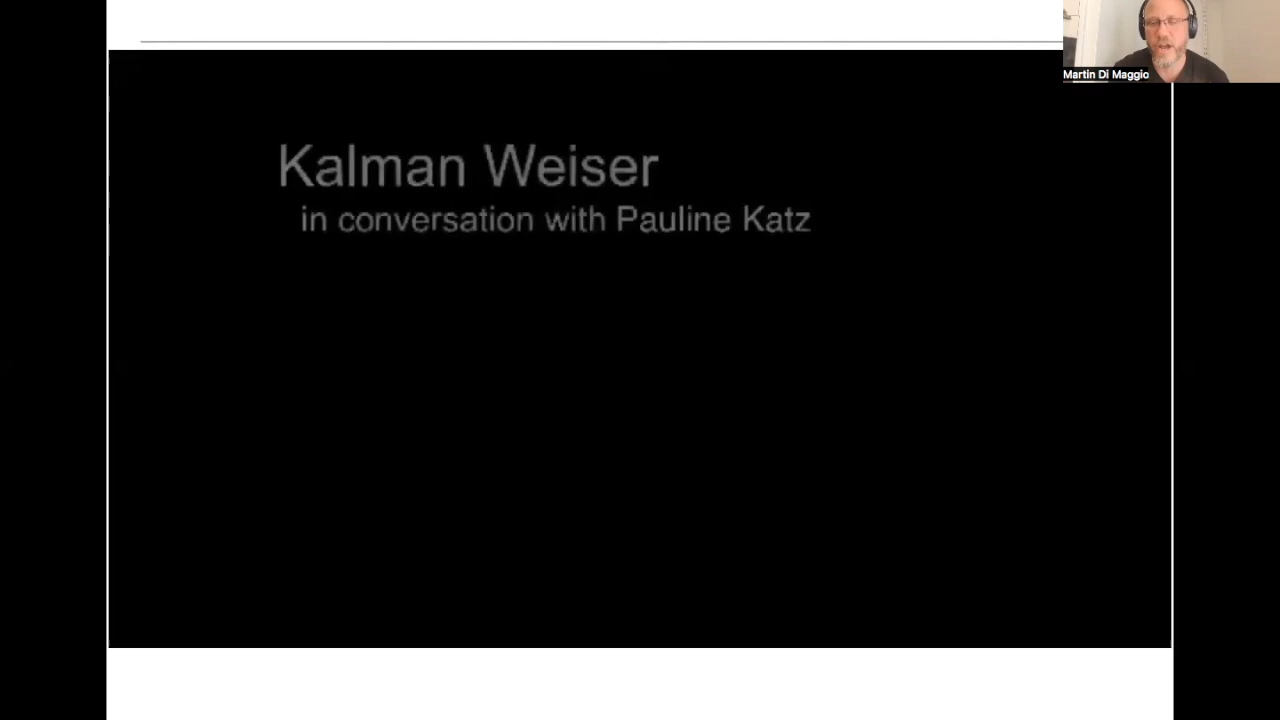 Martin Di Maggio
Kalman Weiser
in conversation with Pauline Katz